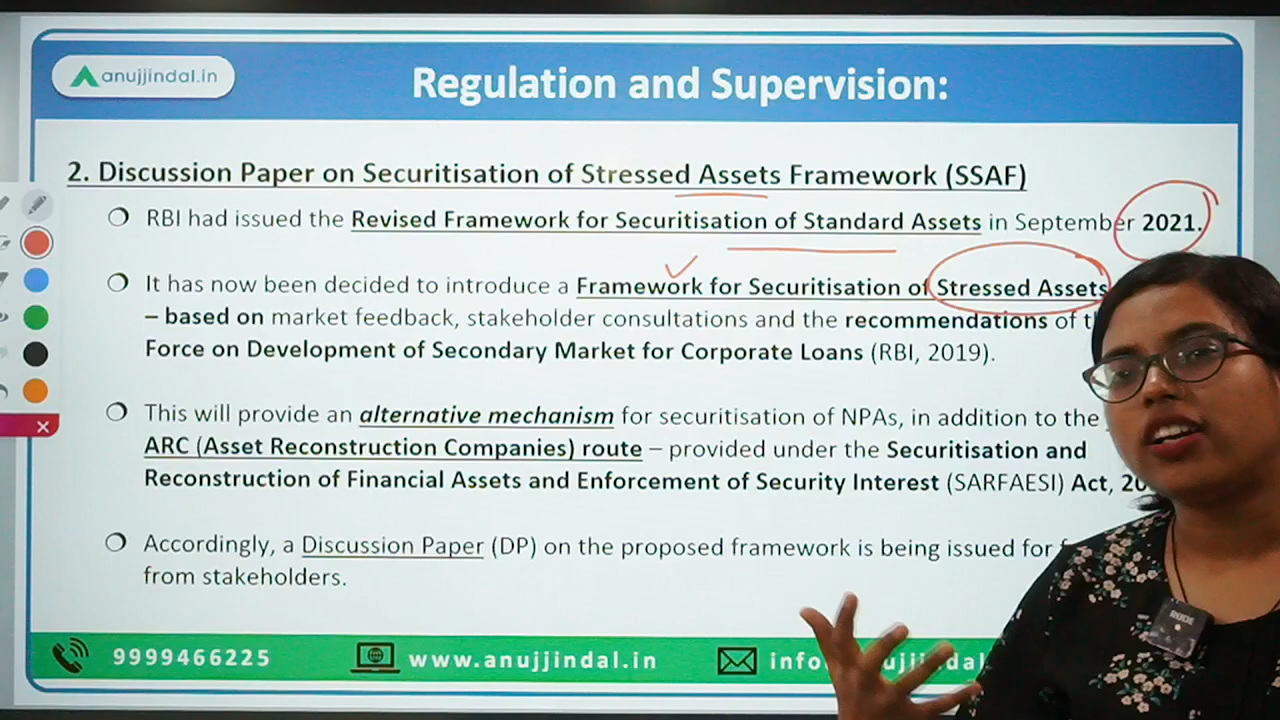 anujjindal.in
Regulation and Supervision:
2. Discussion Paper on Securitisation of Stressed Assets Framework (SSAF)
RBI had issued the Revised Framework for Securitisation of Standard Assets in September 2021.
It has now been decided to introduce a Framework for Securitisation of Stressed Assets
– based on market feedback, stakeholder consultations and the recommendations of
Force on Development of Secondary Market for Corporate Loans (RBI, 2019).
This will provide an alternative mechanism for securitisation of NPAs, in addition to the
ARC (Asset Reconstruction Companies) route – provided under the Securitisation and
Reconstruction of Financial Assets and Enforcement of Security Interest (SARFAESI) Act,
Accordingly, a Discussion Paper (DP) on the proposed framework is being issued for
from stakeholders.
9999466225
www.anujjindal.in
RODE